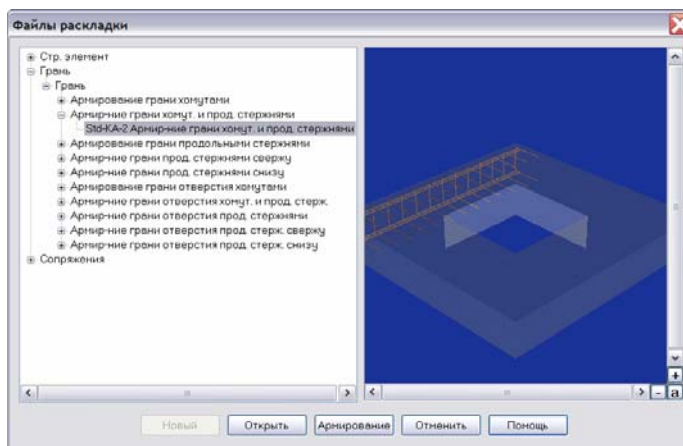 Файлы раскладки
Стр. элемент
Грань
Грань
Армирование грани хомутами
Армир-ние грани хомут. и прод. стержнями
Std-KA-2 Армир-ние грани хомут. и прод. стержнями
Армирование грани продольными стержнями
Армир-ние грани прод. стержнями сверху
Армир-ние грани прод. стержнями снизу
Армирование грани отверстия хомутами
Армир-ние грани отверстия хомут. и прод. стерж.
Армир-ние грани отверстия прод. стержнями
Армир-ние грани отверстия прод. стерж. сверху
Армир-ние грани отверстия прод. стерж. снизу
Сопряжения
a
Новый Открыть Армирование Отменить Помощь